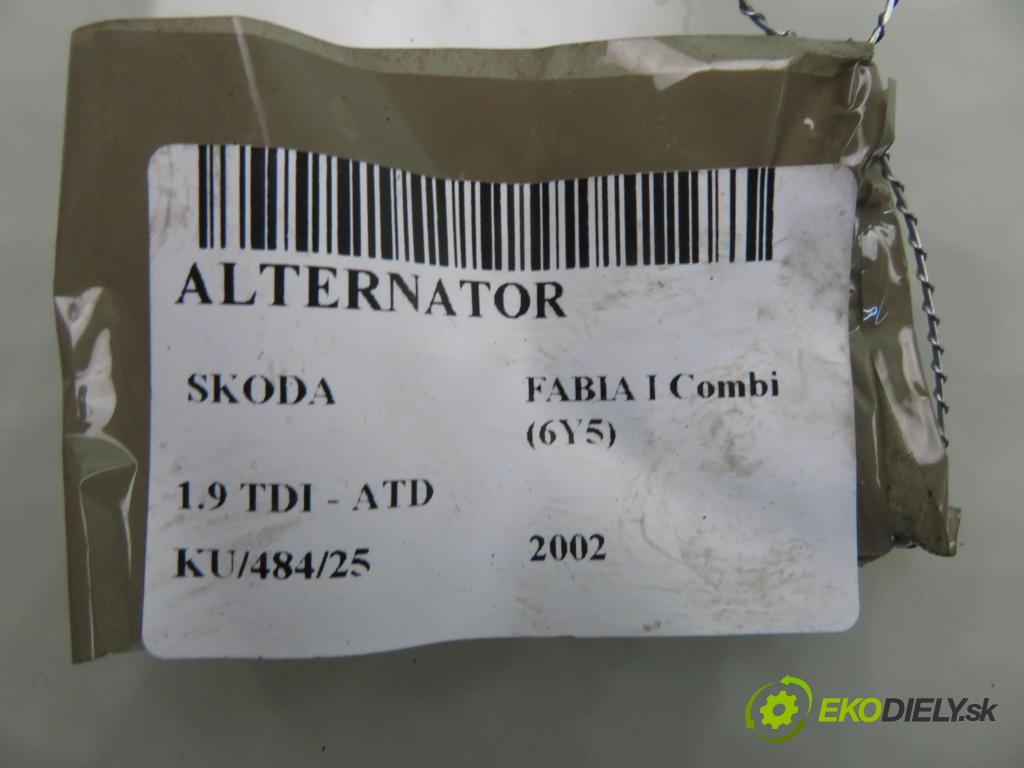 ALTERNATOR
SKODA
FABIA I Combi
(6Y5)
1.9 TDI - ATD
KU/484/25
2002
EKODIELY.sk